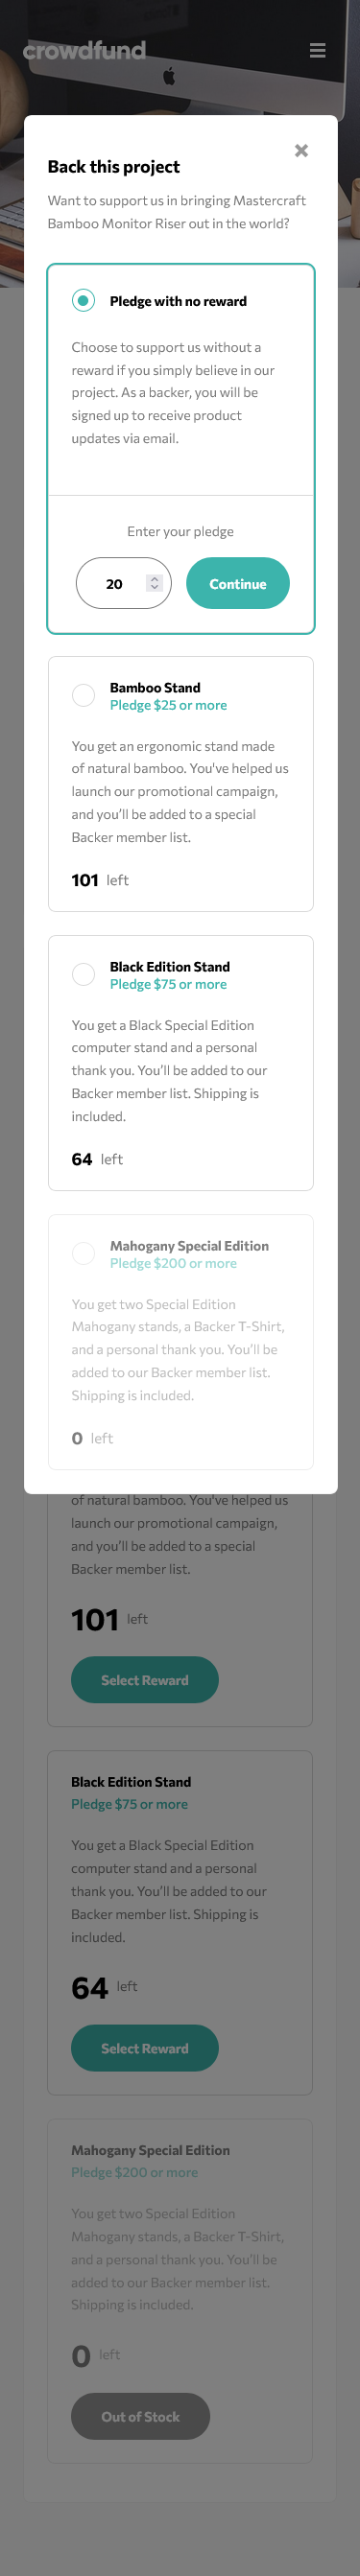 crowdfund
Back this project
Want to support us in bringing Mastercraft
Bamboo Monitor Riser out in the world?
Pledge with no reward
Choose to support us without a
reward if you simply believe in our
project. As a backer, you will be
signed up to receive product
updates via email.
Enter your pledge
20
Continue
Bamboo Stand
Pledge $25 or more
You get an ergonomic stand made
of natural bamboo. You've helped us
launch our promotional campaign,
and you’ll be added to a special
Backer member list.
101 left
Black Edition Stand
Pledge $75 or more
You get a Black Special Edition
computer stand and a personal
thank you. You’ll be added to our
Backer member list. Shipping is
included.
64 left
Mahogany Special Edition
Pledge $200 or more
You get two Special Edition
Mahogany stands, a Backer T-Shirt,
and a personal thank you. You’ll be
added to our Backer member list.
Shipping is included.
0 left
of natural bamboo. You've helped us
launch our promotional campaign,
and you’ll be added to a special
Backer member list.
101 left
Select Reward
Black Edition Stand
Pledge $75 or more
You get a Black Special Edition
computer stand and a personal
thank you. You’ll be added to our
Backer member list. Shipping is
included.
64 left
Select Reward
Mahogany Special Edition
Pledge $200 or more
You get two Special Edition
Mahogany stands, a Backer T-Shirt,
and a personal thank you. You’ll be
added to our Backer member list.
Shipping is included.
0 left
Out of Stock